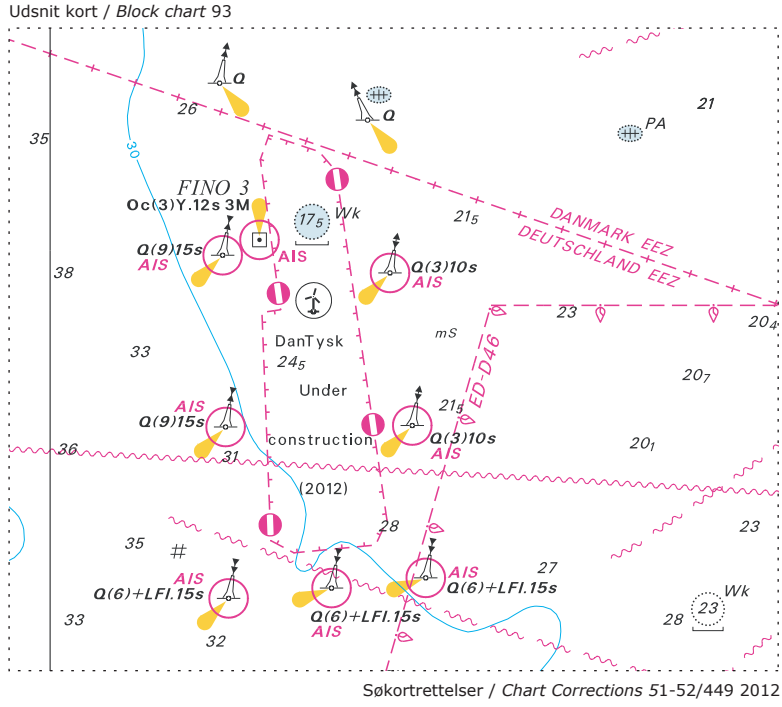 Udsnit kort / Block chart 93
Q
Q
26
21
PA
35
30
FINO 3
Oc(3)Y.12s 3M
17₅
Wk
21₅
DANMARK EEZ
DEUTSCHLAND EEZ
Q(9)15s
AIS
AIS
Q(3)10s
AIS
38
23
20₄
DanTysk
mS
33
24₅
20₇
Under
ED-D46
AIS
Q(9)15s
21₅
Q(3)10s
AIS
construction
20₁
36
31
(2012)
28
23
35
#
27
AIS
Q(6)+LFl.15s
AIS
Q(6)+LFl.15s
Wk
23
Q(6)+LFl.15s
AIS
33
32
28
Søkortrettelser / Chart Corrections 51-52/449 2012